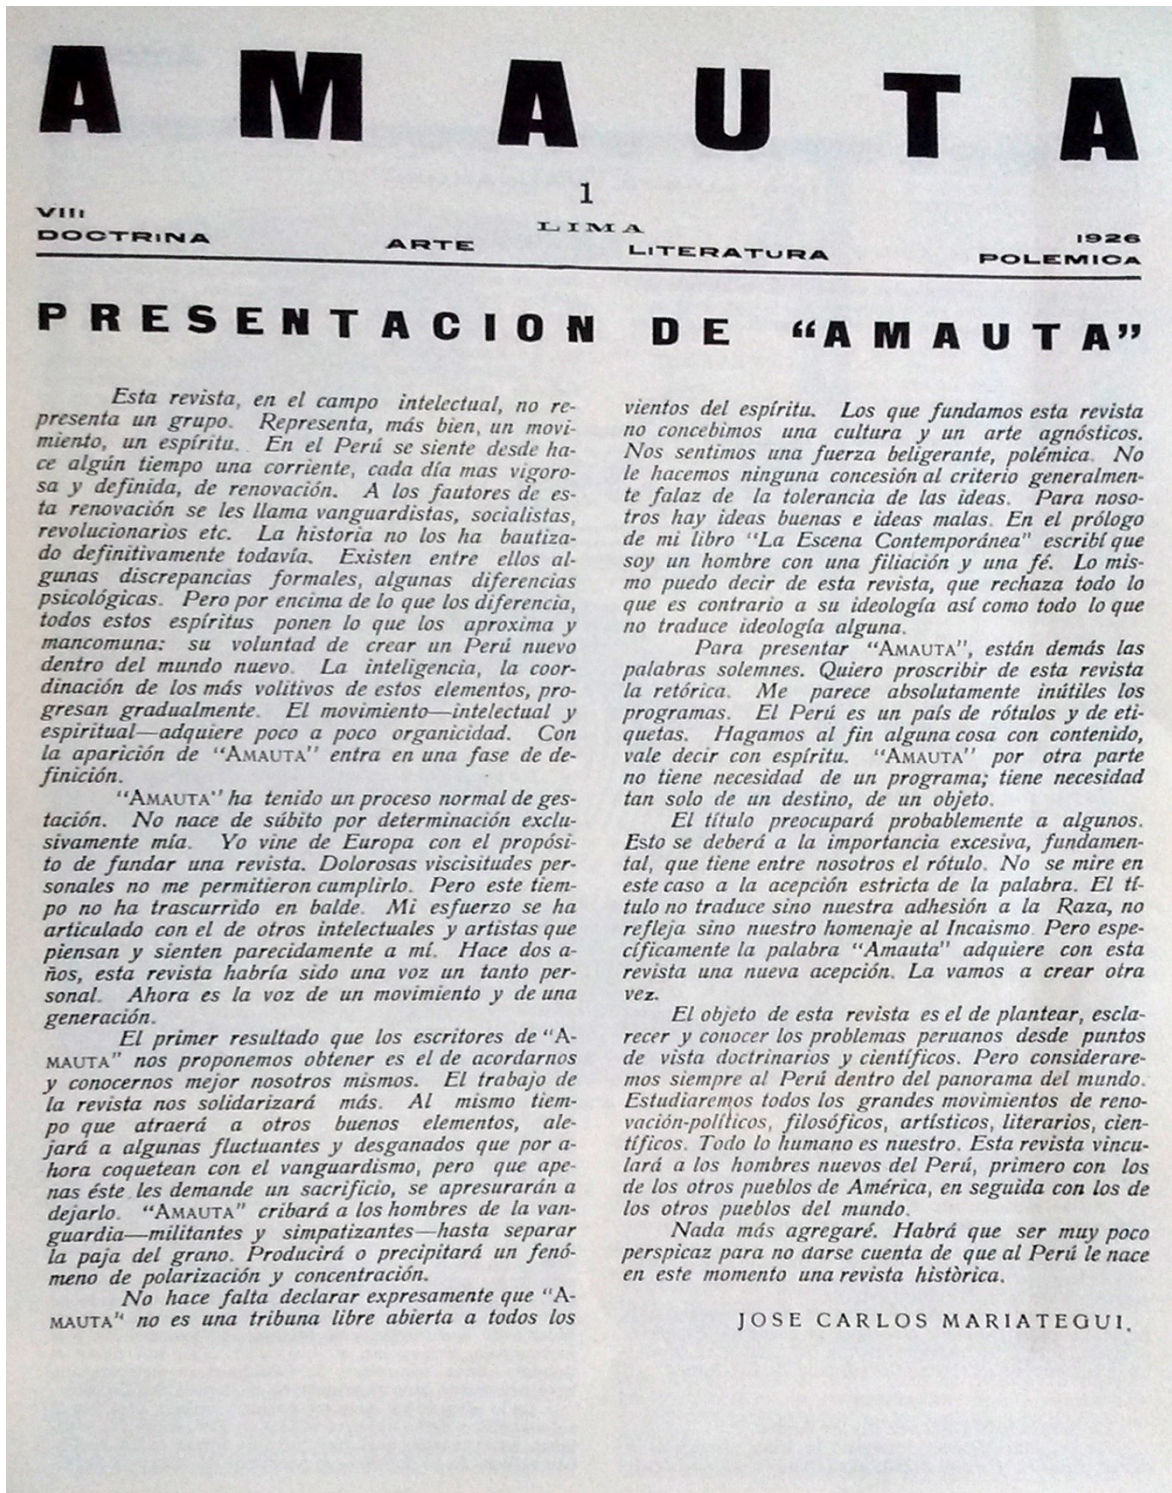 AMAUTA
1
VIII
LIMA
1926
DOCTRINA ARTE LITERATURA POLEMICA
PRESENTACION DE "AMAUTA"
Esta revista, en el campo intelectual, no re-
presenta un grupo. Representa, más bien, un movi-
miento, un espíritu. En el Perú se siente desde ha-
ce algún tiempo una corriente, cada día mas vigoro-
sa y definida, de renovación. A los fautores de es-
ta renovación se les llama vanguardistas, socialistas,
revolucionarios etc. La historia no los ha bautiza-
do definitivamente todavía. Existen entre ellos al-
gunas discrepancias formales, algunas diferencias
psicológicas. Pero por encima de lo que los diferencia,
todos estos espíritus ponen lo que los aproxima y
mancomuna: su voluntad de crear un Perú nuevo
dentro del mundo nuevo. La inteligencia, la coor-
dinación de los más volitivos de estos elementos, pro-
gresan gradualmente. El movimiento—intelectual y
espiritual—adquiere poco a poco organicidad. Con
la aparición de "AMAUTA" entra en una fase de de-
finición.
"AMAUTA" ha tenido un proceso normal de ges-
tación. No nace de súbito por determinación exclu-
sivamente mía. Yo vine de Europa con el propósi-
to de fundar una revista. Dolorosas viscisitudes per-
sonales no me permitieron cumplirlo. Pero este tiem-
po no ha trascurrido en balde. Mi esfuerzo se ha
articulado con el de otros intelectuales y artistas que
piensan y sienten parecidamente a mí. Hace dos a-
ños, esta revista habría sido una voz un tanto per-
sonal. Ahora es la voz de un movimiento y de una
generación.
El primer resultado que los escritores de "A-
MAUTA" nos proponemos obtener es el de acordarnos
y conocernos mejor nosotros mismos. El trabajo de
la revista nos solidarizará más. Al mismo tiem-
po que atraerá a otros buenos elementos, ale-
jará a algunas fluctuantes y desganados que por a-
hora coquetean con el vanguardismo, pero que ape-
nas éste les demande un sacrificio, se apresurarán a
dejarlo. "AMAUTA" cribará a los hombres de la van-
guardia—militantes y simpatizantes—hasta separar
la paja del grano. Producirá o precipitará un fenó-
meno de polarización y concentración.
No hace falta declarar expresamente que "A-
MAUTA" no es una tribuna libre abierta a todos los
vientos del espíritu. Los que fundamos esta revista
no concebimos una cultura y un arte agnósticos.
Nos sentimos una fuerza beligerante, polémica. No
le hacemos ninguna concesión al criterio generalmen-
te falaz de la tolerancia de las ideas. Para noso-
tros hay ideas buenas e ideas malas. En el prólogo
de mi libro "La Escena Contemporánea" escribí que
soy un hombre con una filiación y una fé. Lo mis-
mo puedo decir de esta revista, que rechaza todo lo
que es contrario a su ideología así como todo lo que
no traduce ideología alguna.
Para presentar "AMAUTA", están demás las
palabras solemnes. Quiero proscribir de esta revista
la retórica. Me parece absolutamente inútiles los
programas. El Perú es un país de rótulos y de eti-
quetas. Hagamos al fin alguna cosa con contenido,
vale decir con espíritu. "AMAUTA" por otra parte
no tiene necesidad de un programa; tiene necesidad
tan solo de un destino, de un objeto.
El título preocupará probablemente a algunos.
Esto se deberá a la importancia excesiva, fundamen-
tal, que tiene entre nosotros el rótulo. No se mire en
este caso a la acepción estricta de la palabra. El tí-
tulo no traduce sino nuestra adhesión a la Raza, no
refleja sino nuestro homenaje al Incaismo. Pero espe-
cíficamente la palabra "Amauta" adquiere con esta
revista una nueva acepción. La vamos a crear otra
vez.
El objeto de esta revista es el de plantear, escla-
recer y conocer los problemas peruanos desde puntos
de vista doctrinarios y científicos. Pero considerare-
mos siempre al Perú dentro del panorama del mundo.
Estudiaremos todos los grandes movimientos de reno-
vación-políticos, filosóficos, artísticos, literarios, cien-
tíficos. Todo lo humano es nuestro. Esta revista vincu-
lará a los hombres nuevos del Perú, primero con los
de los otros pueblos de América, en seguida con los de
los otros pueblos del mundo.
Nada más agregaré. Habrá que ser muy poco
perspicaz para no darse cuenta de que al Perú le nace
en este momento una revista històrica.
JOSE CARLOS MARIATEGUI.